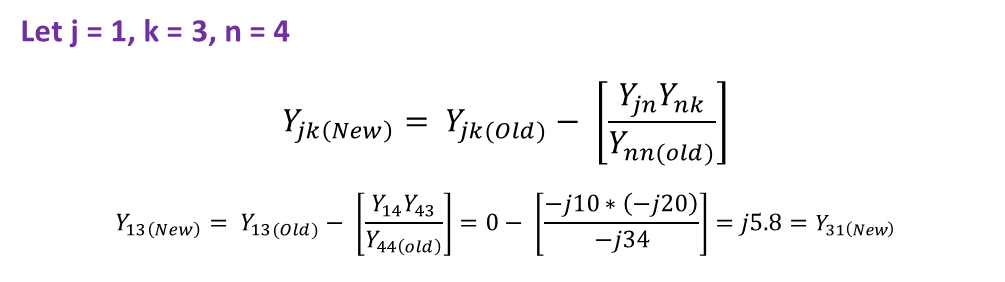 Let j = 1, k = 3, n = 4
Y_{jk(New)} = Y_{jk(Old)} − [Y_{jn}Y_{nk} / Y_{nn(old)}]
Y_{13(New)} = Y_{13(Old)} − [Y_{14}Y_{43} / Y_{44(old)}] = 0 − [−j10 ∗ (−j20) / −j34] = j5.8 = Y_{31(New)}